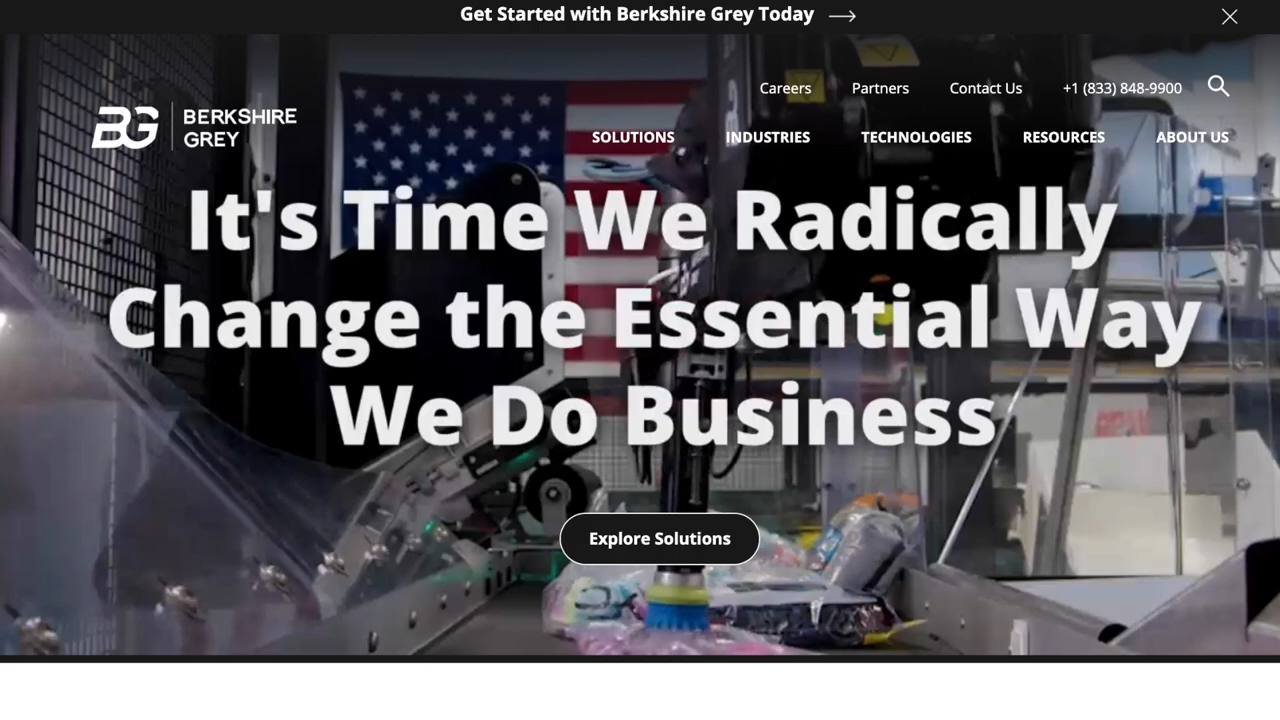 Get Started with Berkshire Grey Today
Careers Partners Contact Us +1 (833) 848-9900
BG BERKSHIRE GREY
SOLUTIONS INDUSTRIES TECHNOLOGIES RESOURCES ABOUT US
It's Time We Radically
Change the Essential Way
We Do Business
Explore Solutions